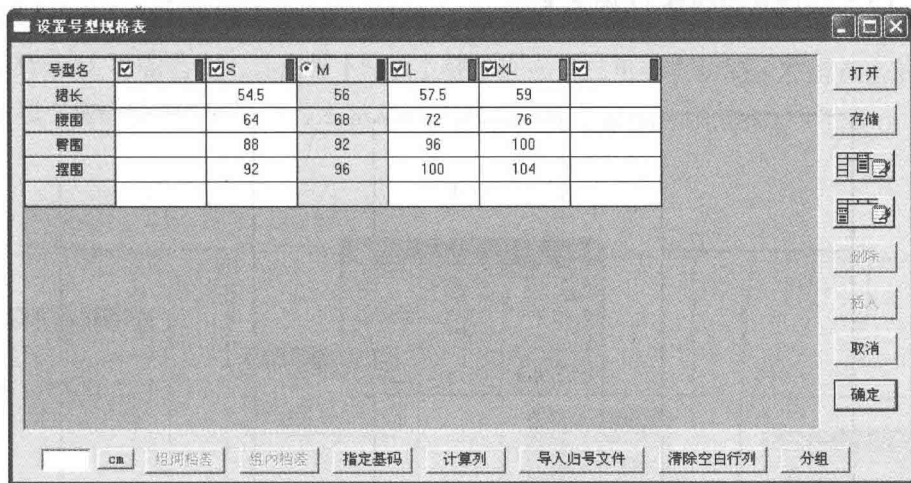 设置号型规格表
号型名 S M L XL
裙长 54.5 56 57.5 59
腰围 64 68 72 76
臀围 88 92 96 100
摆围 92 96 100 104
打开
存储
删除
插入
取消
确定
cm 组间档差 组内档差 指定基码 计算列 导入归号文件 清除空白行列 分组